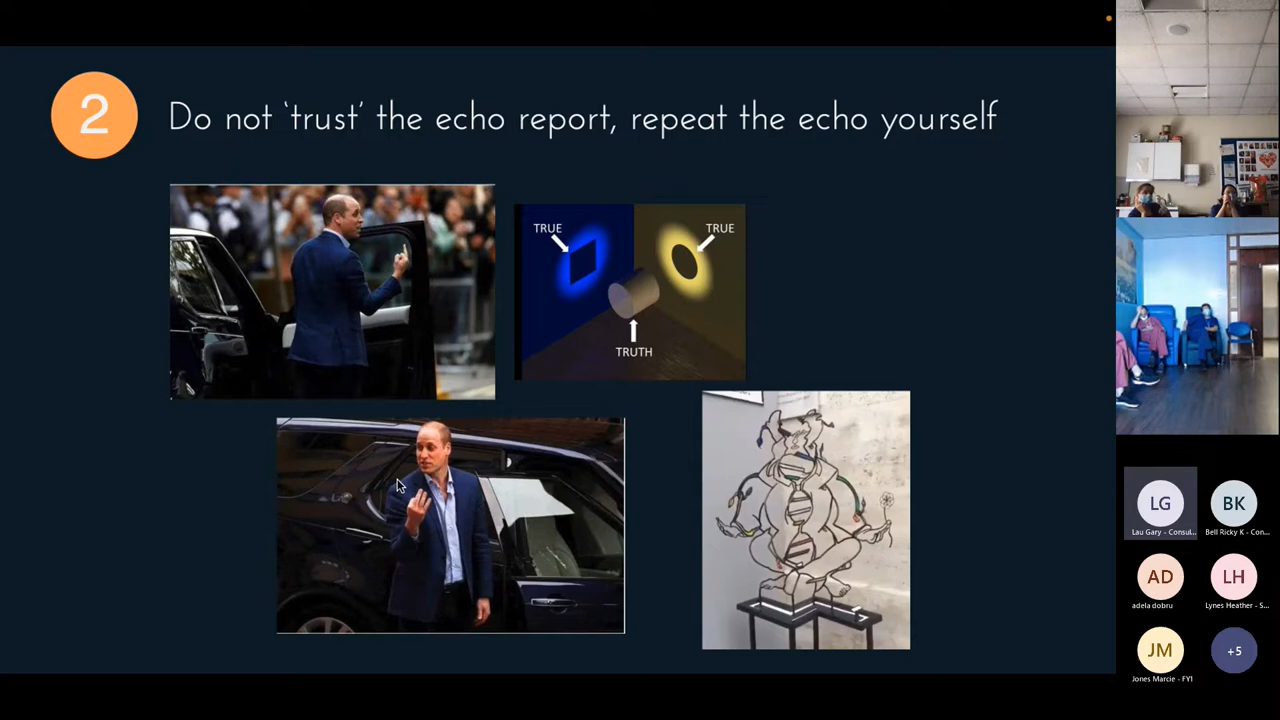 2
Do not ‘trust’ the echo report, repeat the echo yourself
TRUE
TRUE
TRUTH
LG
BK
Lau Gary - Consul...
Bell Ricky K - Con...
AD
LH
adela dobru
Lynes Heather - S...
JM
+5
Jones Marcie - FY1